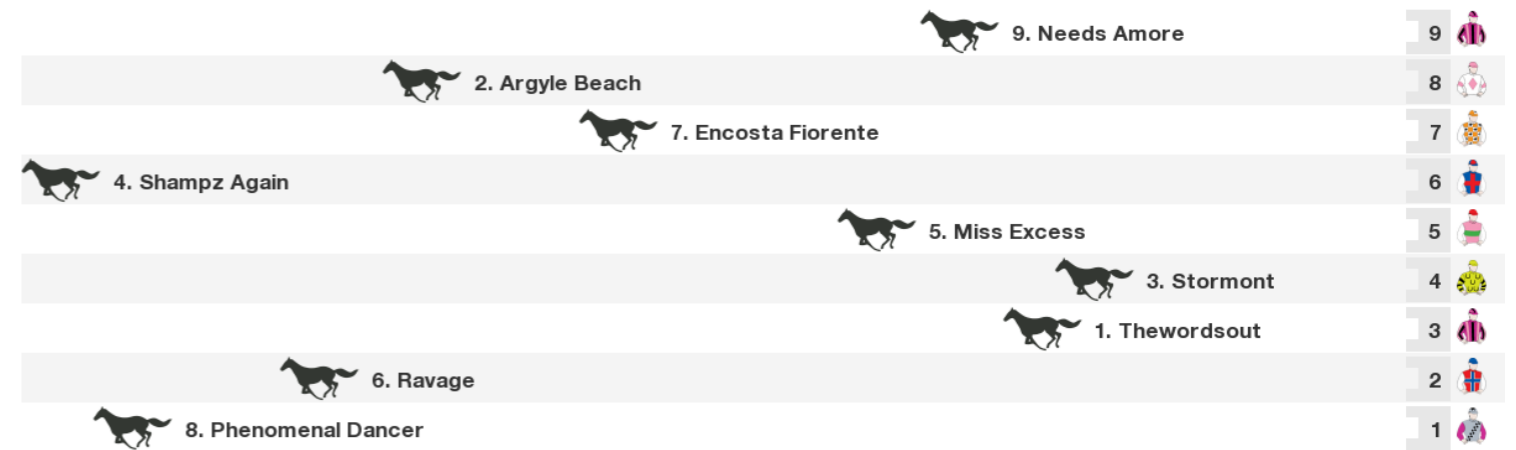 9. Needs Amore 9
2. Argyle Beach 8
7. Encosta Fiorente 7
4. Shampz Again 6
5. Miss Excess 5
3. Stormont 4
1. Thewordsout 3
6. Ravage 2
8. Phenomenal Dancer 1